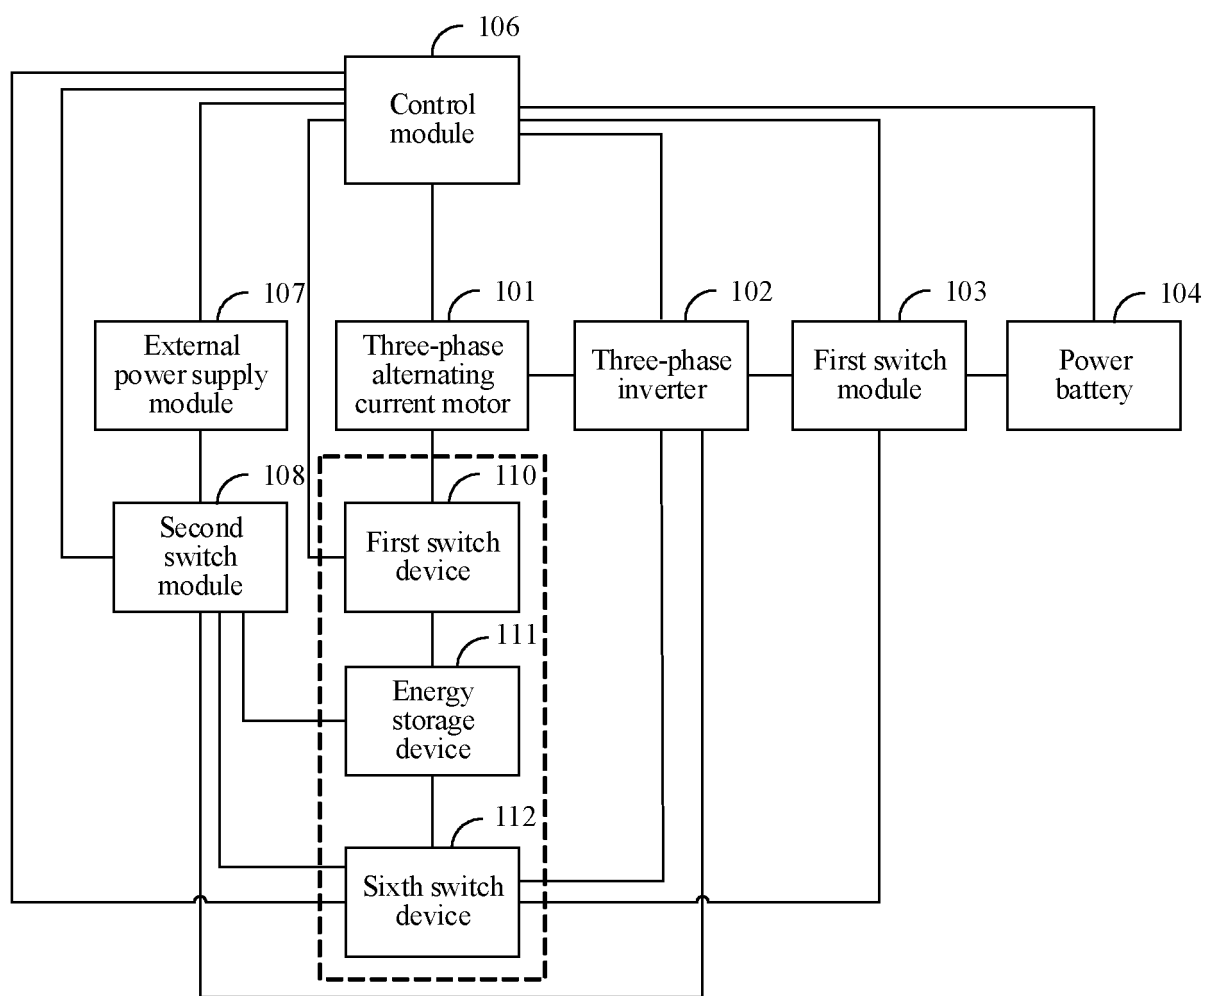 106
Control
module
107
101
102
103
104
External
power supply
module
Three-phase
alternating
current motor
Three-phase
inverter
First switch
module
Power
battery
108
110
Second
switch
module
First switch
device
111
Energy
storage
device
112
Sixth switch
device